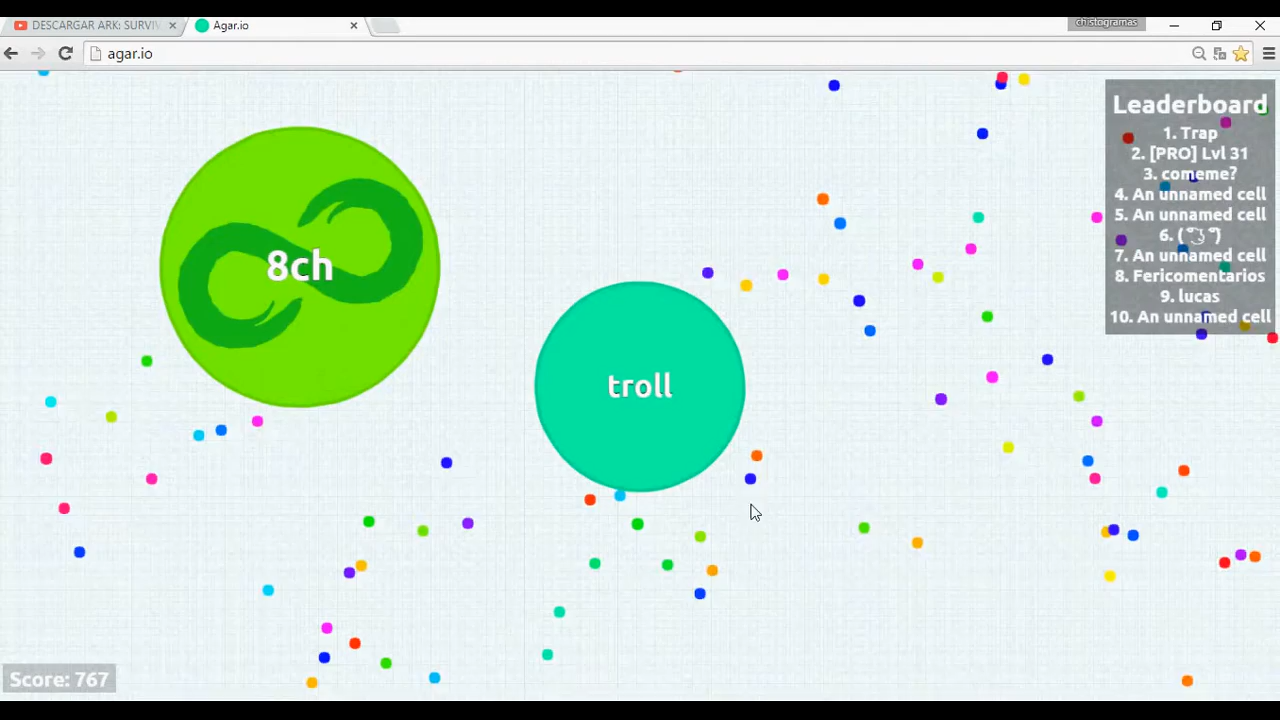 DESCARGAR ARK: SURVIV
Agar.io
chistogramas
agar.io
Leaderboard
1. Trap
2. [PRO] Lvl 31
3. comeme?
4. An unnamed cell
5. An unnamed cell
6. ( ͡° ͜ʖ ͡°)
7. An unnamed cell
8. Fericomentarios
9. lucas
10. An unnamed cell
8ch
troll
Score: 767